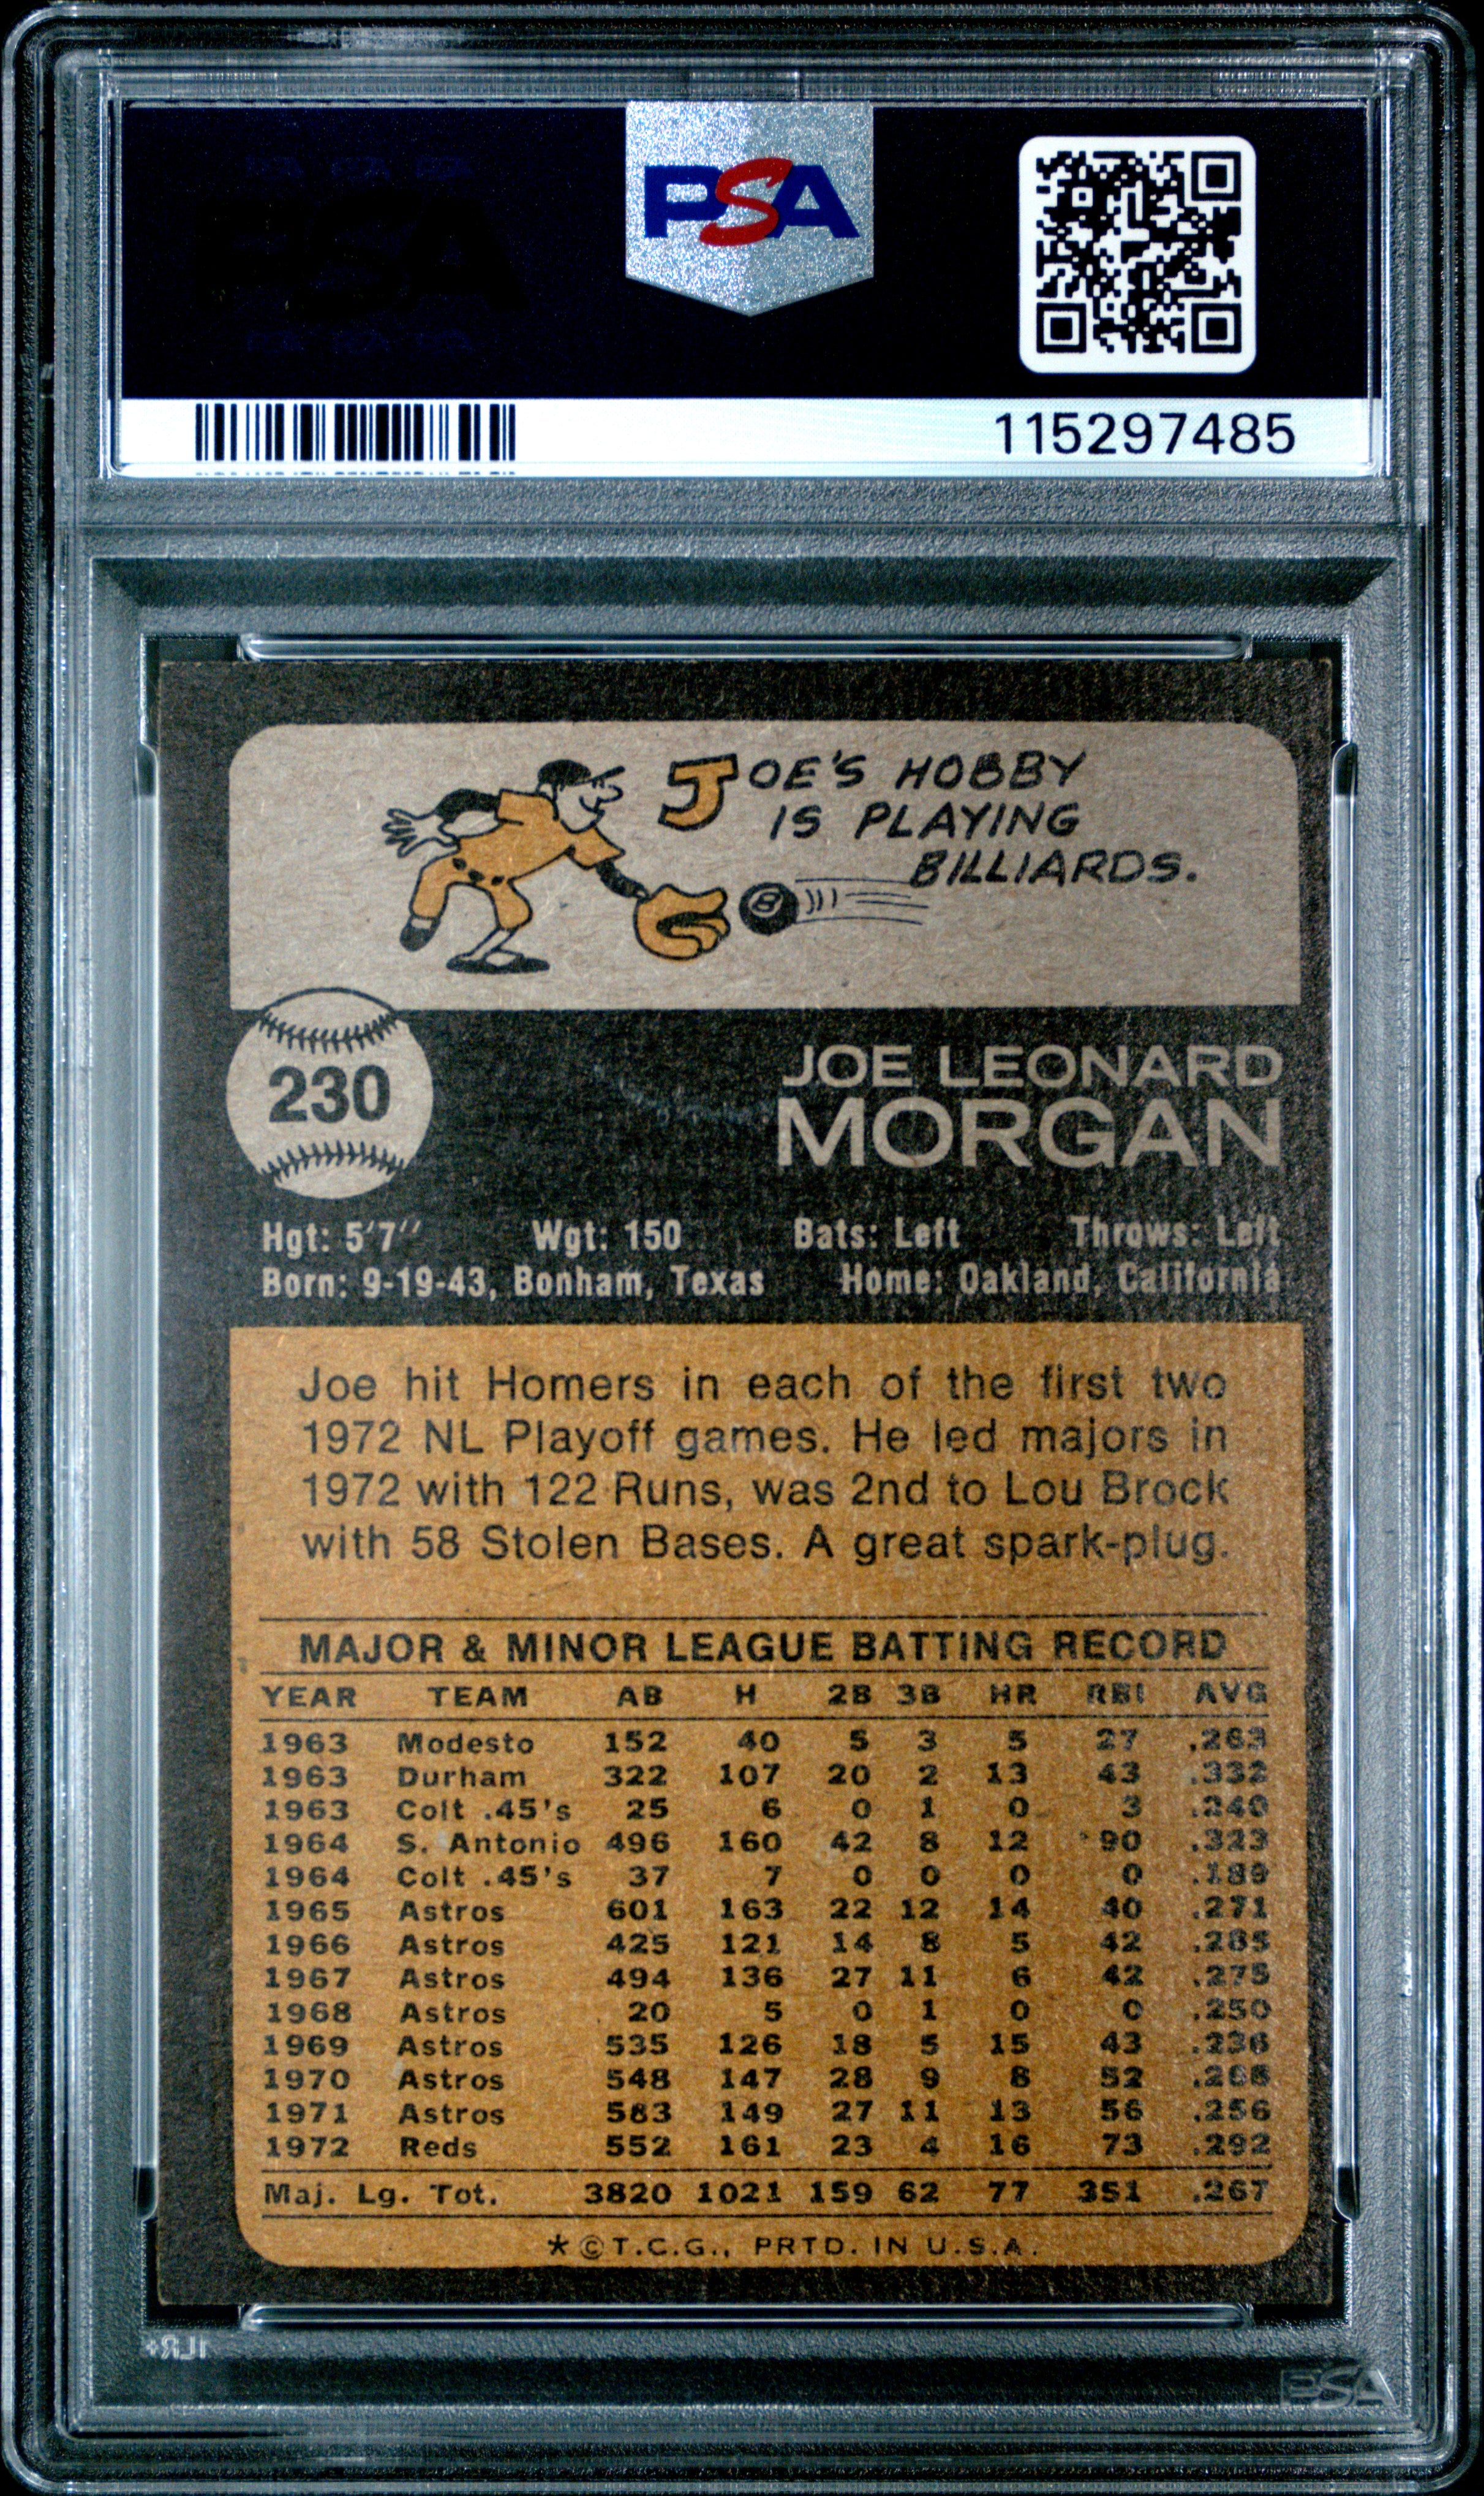 PSA
115297485
JOE'S HOBBY
IS PLAYING
BILLIARDS.
8
230
JOE LEONARD
MORGAN
Hgt: 5'7" Wgt: 150 Bats: Left Throws: Left
Born: 9-19-43, Bonham, Texas Home: Oakland, California
Joe hit Homers in each of the first two
1972 NL Playoff games. He led majors in
1972 with 122 Runs, was 2nd to Lou Brock
with 58 Stolen Bases. A great spark-plug.
MAJOR & MINOR LEAGUE BATTING RECORD
YEAR TEAM AB H 2B 3B HR RBI AVG
1963 Modesto 152 40 5 3 5 27 .263
1963 Durham 322 107 20 2 13 43 .332
1963 Colt .45's 25 6 0 1 0 3 .240
1964 S. Antonio 496 160 42 8 12 90 .323
1964 Colt .45's 37 7 0 0 0 0 .189
1965 Astros 601 163 22 12 14 40 .271
1966 Astros 425 121 14 8 5 42 .285
1967 Astros 494 136 27 11 6 42 .275
1968 Astros 20 5 0 1 0 0 .250
1969 Astros 535 126 18 5 15 43 .236
1970 Astros 548 147 28 9 8 52 .268
1971 Astros 583 149 27 11 13 56 .256
1972 Reds 552 161 23 4 16 73 .292
Maj. Lg. Tot. 3820 1021 159 62 77 351 .267
*©T.C.G., PRTD. IN U.S.A.
PSA